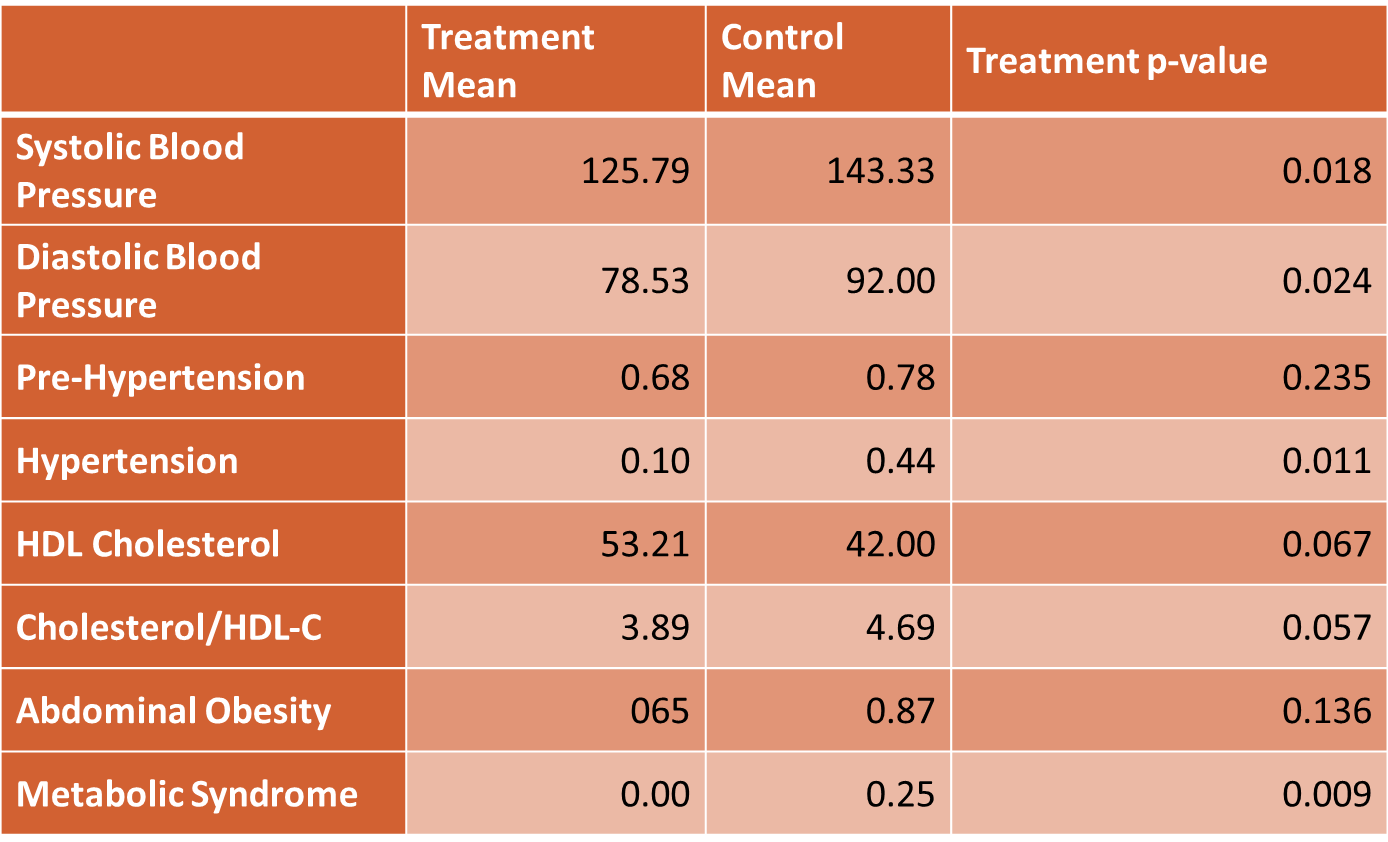 Treatment Mean Control Mean Treatment p-value
Systolic Blood Pressure 125.79 143.33 0.018
Diastolic Blood Pressure 78.53 92.00 0.024
Pre-Hypertension 0.68 0.78 0.235
Hypertension 0.10 0.44 0.011
HDL Cholesterol 53.21 42.00 0.067
Cholesterol/HDL-C 3.89 4.69 0.057
Abdominal Obesity 065 0.87 0.136
Metabolic Syndrome 0.00 0.25 0.009